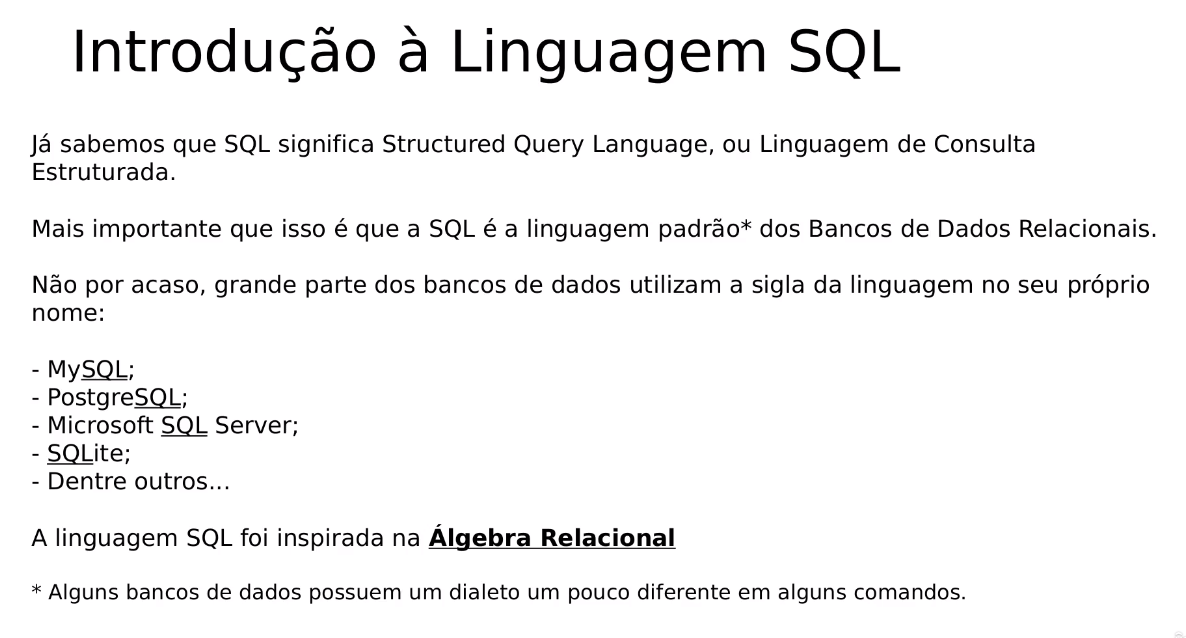 Introdução à Linguagem SQL
Já sabemos que SQL significa Structured Query Language, ou Linguagem de Consulta
Estruturada.
Mais importante que isso é que a SQL é a linguagem padrão* dos Bancos de Dados Relacionais.
Não por acaso, grande parte dos bancos de dados utilizam a sigla da linguagem no seu próprio
nome:
- MySQL;
- PostgreSQL;
- Microsoft SQL Server;
- SQLite;
- Dentre outros...
A linguagem SQL foi inspirada na Álgebra Relacional
* Alguns bancos de dados possuem um dialeto um pouco diferente em alguns comandos.